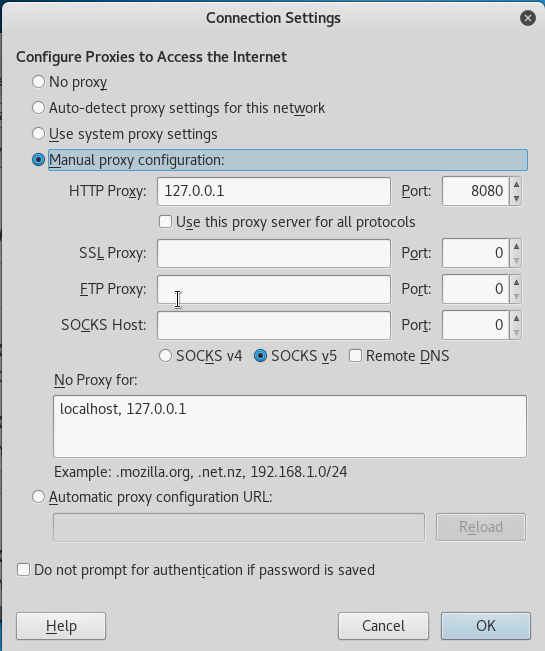 Connection Settings
Configure Proxies to Access the Internet
No proxy
Auto-detect proxy settings for this network
Use system proxy settings
Manual proxy configuration:
HTTP Proxy: 127.0.0.1 Port: 8080
Use this proxy server for all protocols
SSL Proxy: Port: 0
FTP Proxy: Port: 0
SOCKS Host: Port: 0
SOCKS v4 SOCKS v5 Remote DNS
No Proxy for:
localhost, 127.0.0.1
Example: .mozilla.org, .net.nz, 192.168.1.0/24
Automatic proxy configuration URL:
Reload
Do not prompt for authentication if password is saved
Help Cancel OK